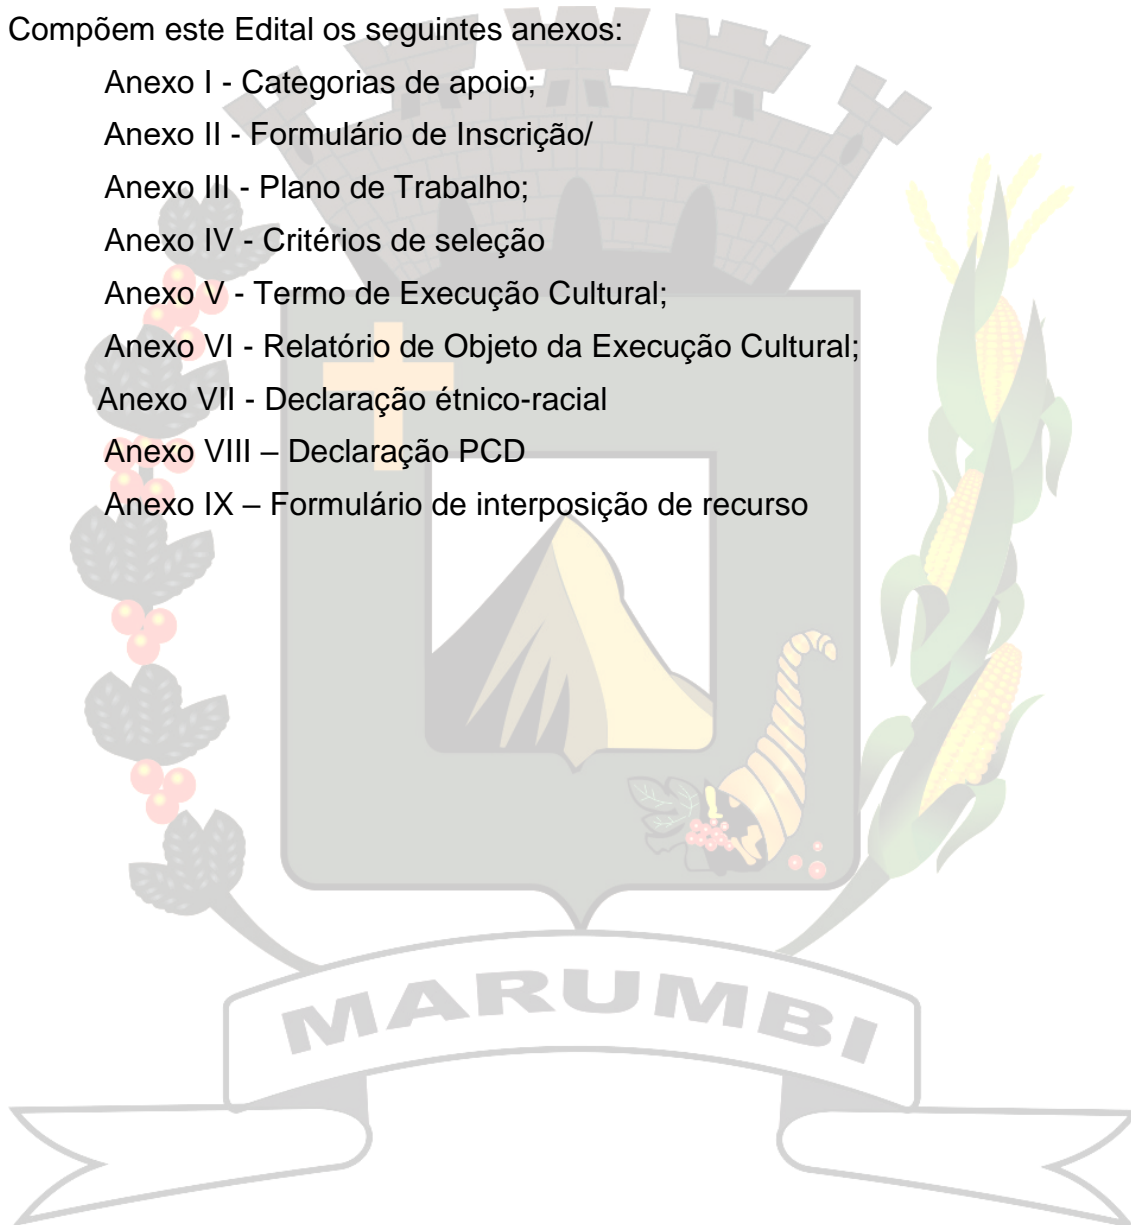 Compõem este Edital os seguintes anexos:
Anexo I - Categorias de apoio;
Anexo II - Formulário de Inscrição/
Anexo III - Plano de Trabalho;
Anexo IV - Critérios de seleção
Anexo V - Termo de Execução Cultural;
Anexo VI - Relatório de Objeto da Execução Cultural;
Anexo VII - Declaração étnico-racial
Anexo VIII – Declaração PCD
Anexo IX – Formulário de interposição de recurso
MARUMBI